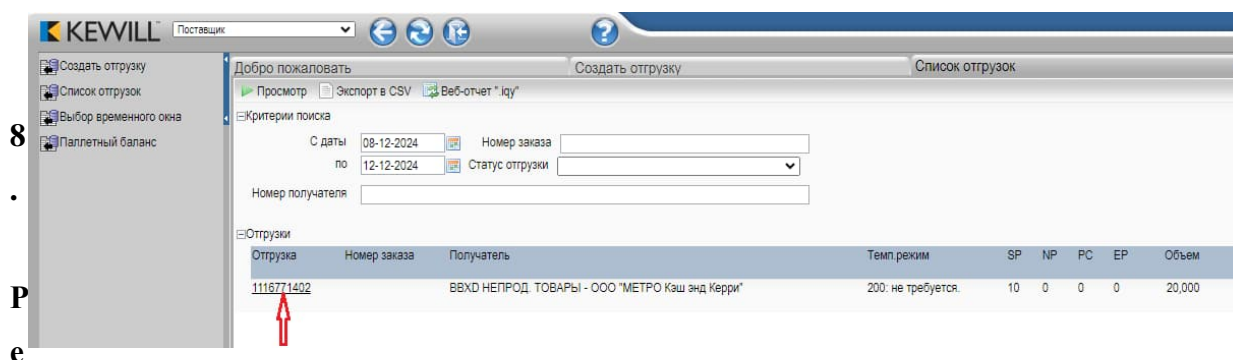 KEWILL Поставщик
Создать отгрузку
Список отгрузок
Выбор временного окна
Паллетный баланс
Добро пожаловать Создать отгрузку Список отгрузок
Просмотр Экспорт в CSV Веб-отчет ".iqy"
Критерии поиска
С даты 08-12-2024 Номер заказа
по 12-12-2024 Статус отгрузки
Номер получателя
Отгрузки
Отгрузка Номер заказа Получатель Темп.режим SP NP PC EP Объем
1116771402 BBXD НЕПРОД. ТОВАРЫ - ООО "МЕТРО Кэш энд Керри" 200: не требуется. 10 0 0 0 20,000
8
.
Р
е